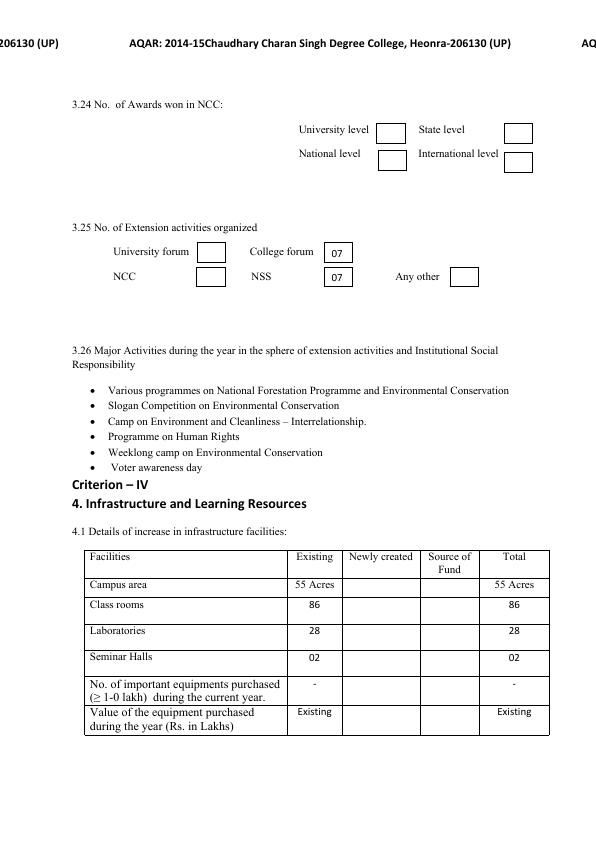 206130 (UP) AQAR: 2014-15Chaudhary Charan Singh Degree College, Heonra-206130 (UP) AQ
3.24 No. of Awards won in NCC:
University level State level
National level International level
3.25 No. of Extension activities organized
University forum College forum 07
NCC NSS 07 Any other
3.26 Major Activities during the year in the sphere of extension activities and Institutional Social
Responsibility
• Various programmes on National Forestation Programme and Environmental Conservation
• Slogan Competition on Environmental Conservation
• Camp on Environment and Cleanliness – Interrelationship.
• Programme on Human Rights
• Weeklong camp on Environmental Conservation
• Voter awareness day
Criterion – IV
4. Infrastructure and Learning Resources
4.1 Details of increase in infrastructure facilities:
Facilities Existing Newly created Source of Total
Fund
Campus area 55 Acres 55 Acres
Class rooms 86 86
Laboratories 28 28
Seminar Halls 02 02
No. of important equipments purchased - -
(≥ 1-0 lakh) during the current year.
Value of the equipment purchased Existing Existing
during the year (Rs. in Lakhs)